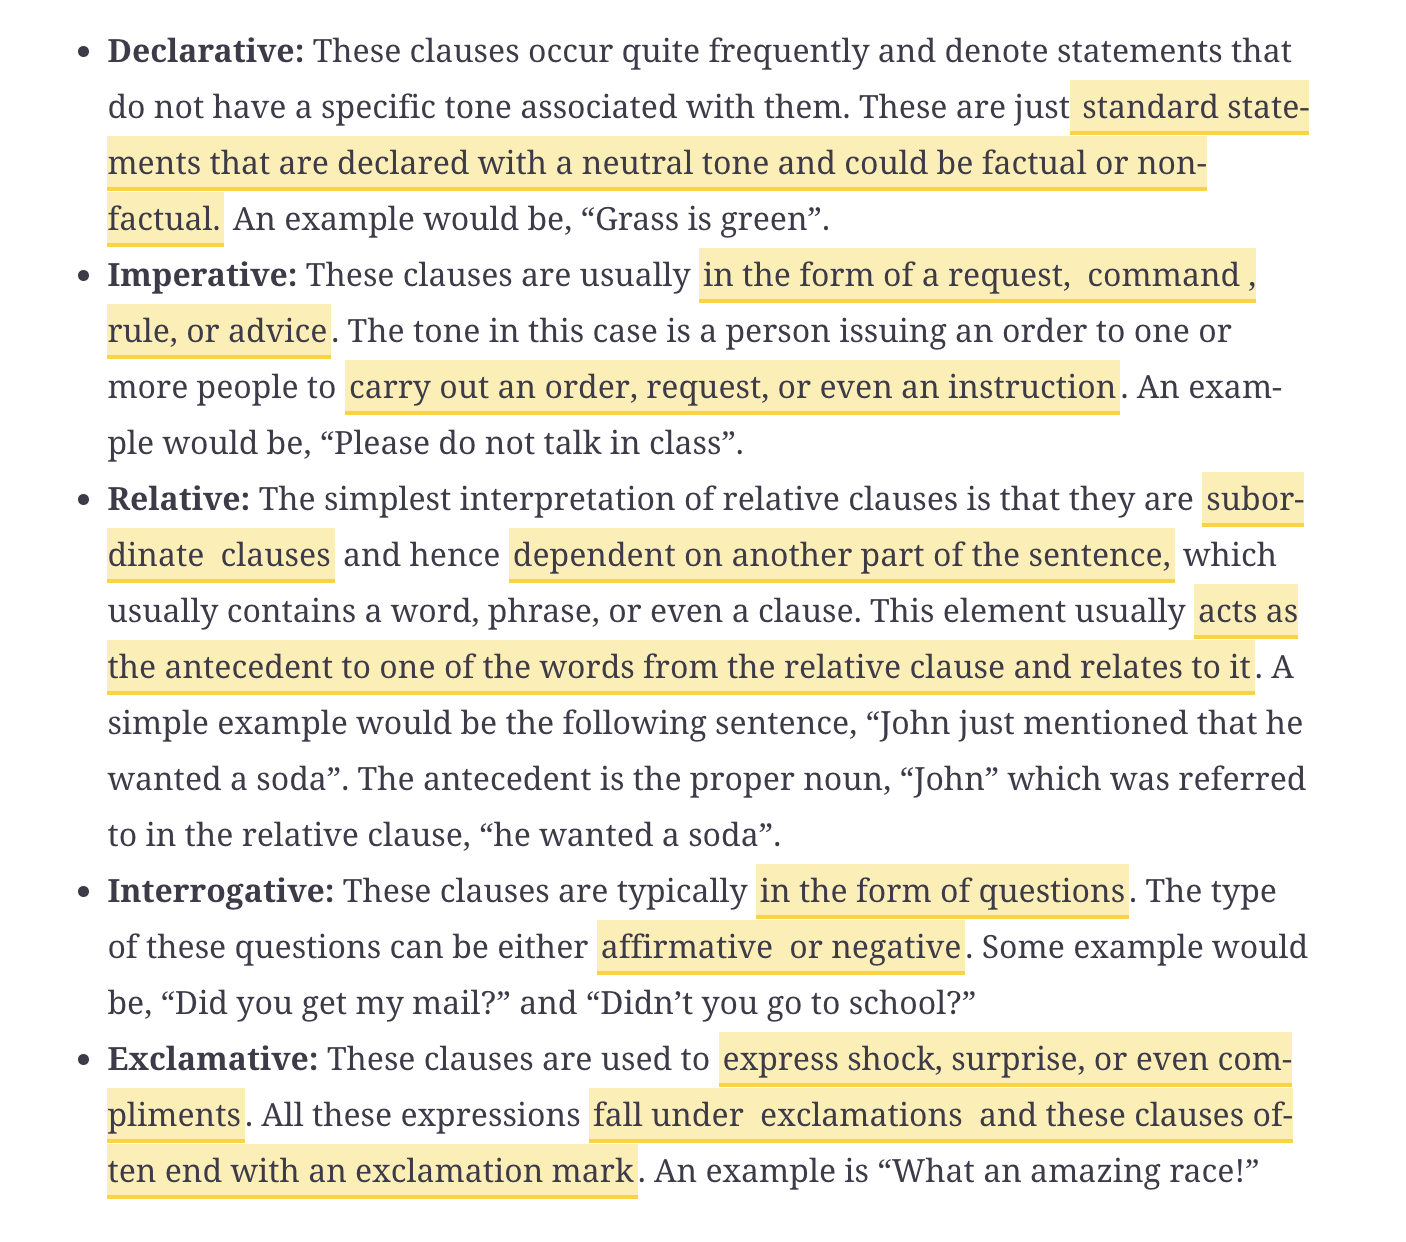 • Declarative: These clauses occur quite frequently and denote statements that
do not have a specific tone associated with them. These are just standard state-
ments that are declared with a neutral tone and could be factual or non-
factual. An example would be, “Grass is green”.
• Imperative: These clauses are usually in the form of a request, command ,
rule, or advice. The tone in this case is a person issuing an order to one or
more people to carry out an order, request, or even an instruction. An exam-
ple would be, “Please do not talk in class”.
• Relative: The simplest interpretation of relative clauses is that they are subor-
dinate clauses and hence dependent on another part of the sentence, which
usually contains a word, phrase, or even a clause. This element usually acts as
the antecedent to one of the words from the relative clause and relates to it. A
simple example would be the following sentence, “John just mentioned that he
wanted a soda”. The antecedent is the proper noun, “John” which was referred
to in the relative clause, “he wanted a soda”.
• Interrogative: These clauses are typically in the form of questions. The type
of these questions can be either affirmative or negative. Some example would
be, “Did you get my mail?” and “Didn’t you go to school?”
• Exclamative: These clauses are used to express shock, surprise, or even com-
pliments. All these expressions fall under exclamations and these clauses of-
ten end with an exclamation mark. An example is “What an amazing race!”